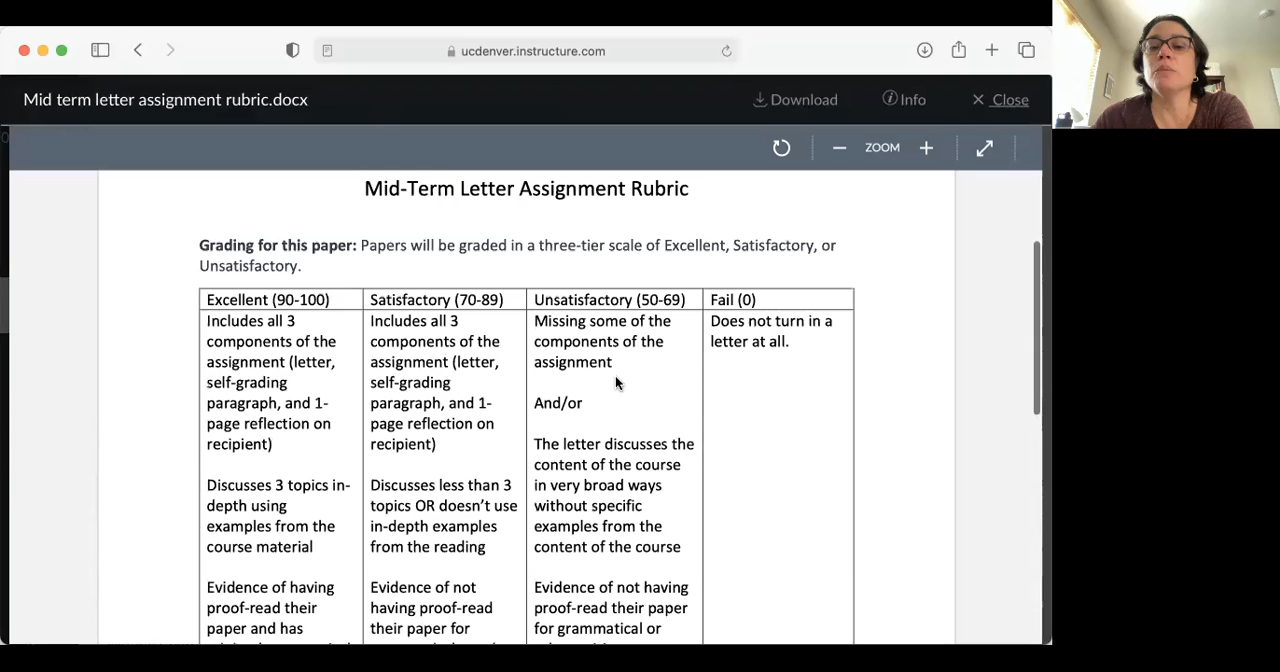 ucdenver.instructure.com
Mid term letter assignment rubric.docx
Download
Info
Close
ZOOM
Mid-Term Letter Assignment Rubric
Grading for this paper: Papers will be graded in a three-tier scale of Excellent, Satisfactory, or
Unsatisfactory.
Excellent (90-100)
Includes all 3
components of the
assignment (letter,
self-grading
paragraph, and 1-
page reflection on
recipient)
Discusses 3 topics in-
depth using
examples from the
course material
Evidence of having
proof-read their
paper and has
Satisfactory (70-89)
Includes all 3
components of the
assignment (letter,
self-grading
paragraph, and 1-
page reflection on
recipient)
Discusses less than 3
topics OR doesn't use
in-depth examples
from the reading
Evidence of not
having proof-read
their paper for
Unsatisfactory (50-69)
Missing some of the
components of the
assignment
And/or
The letter discusses the
content of the course
in very broad ways
without specific
examples from the
content of the course
Evidence of not having
proof-read their paper
for grammatical or
Fail (0)
Does not turn in a
letter at all.